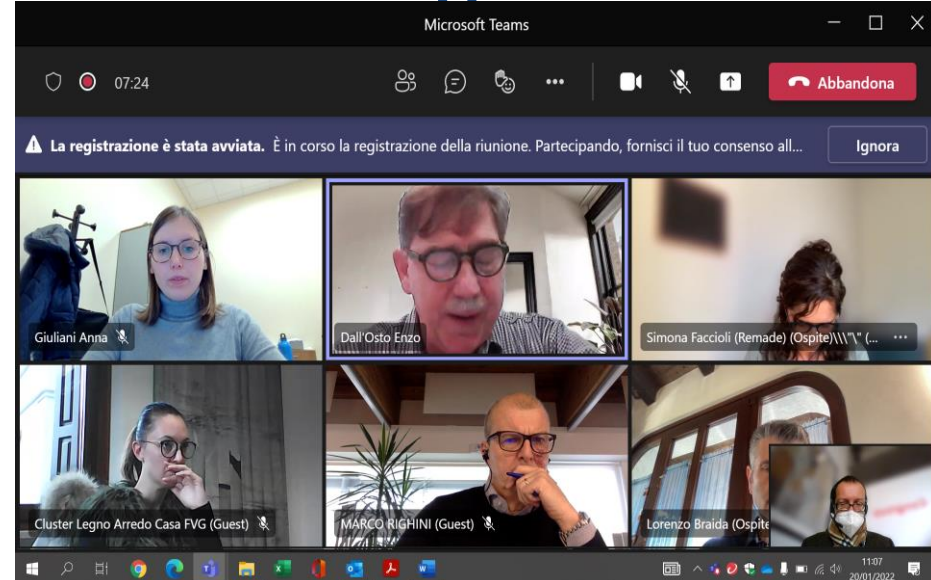 Microsoft Teams
07:24
Abbandona
La registrazione è stata avviata. È in corso la registrazione della riunione. Partecipando, fornisci il tuo consenso all...
Ignora
Giuliani Anna
Dall'Osto Enzo
Simona Faccioli (Remade) (Ospite)\\\"\" (...
Cluster Legno Arredo Casa FVG (Guest)
MARCO RIGHINI (Guest)
Lorenzo Braida (Ospite
11:07
20/01/2022